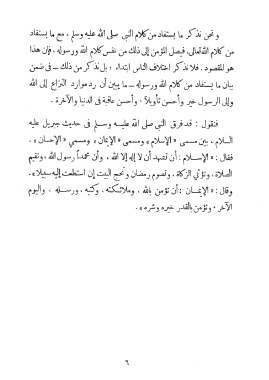 ونحن نذكر ما يستفاد من كلام النبي صلى الله عليه وسلم ، مع ما يستفاد
من كلام الله تعالى، فيصل المؤمن إلى ذلك من نفس كلام الله ورسوله، فإن هذا
هو المقصود. فلا نذكر اختلاف الناس ابتداء ؛ بل نذكر من ذلك ــ في ضمن
بيان ما يستفاد من كلام الله ورسوله ــ ما يبين أن رد موارد النزاع إلى الله
وإلى الرسول خير وأحسن تأويلاً، وأحسن عاقبة في الدنيا والآخرة .
فنقول : قد فرق النبي صلى الله عليه وسلم في حديث جبريل عليه
السلام ، بين مسمى « الإسلام » ومسمى « الإيمان » ومسمى « الإحسان » .
فقال : « الإسلام : أن تشهد أن لا إله إلا الله ، وأن محمداً رسول الله ، وتقيم
الصلاة ، وتؤتي الزكاة ، وتصوم رمضان وتحج البيت إن استطعت إليه سبيلا » .
وقال : « الإيمان : أن تؤمن بالله ، وملائكته ، وكتبه ، ورسله ، واليوم
الآخر ، وتؤمن بالقدر خيره وشره » .
٦